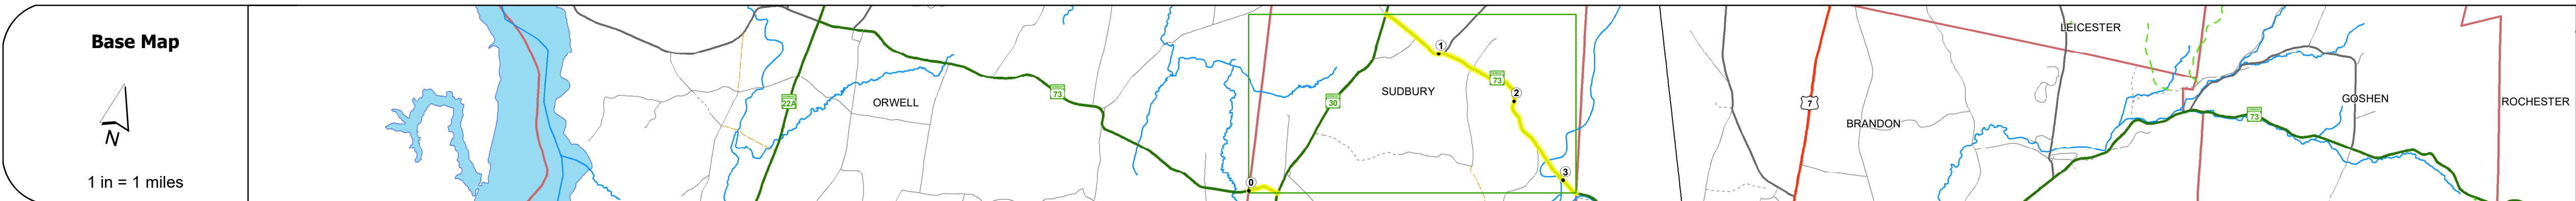 Base Map
N
1 in = 1 miles
22A
ORWELL
73
0
30
SUDBURY
1
73
2
3
7
BRANDON
LEICESTER
73
GOSHEN
ROCHESTER